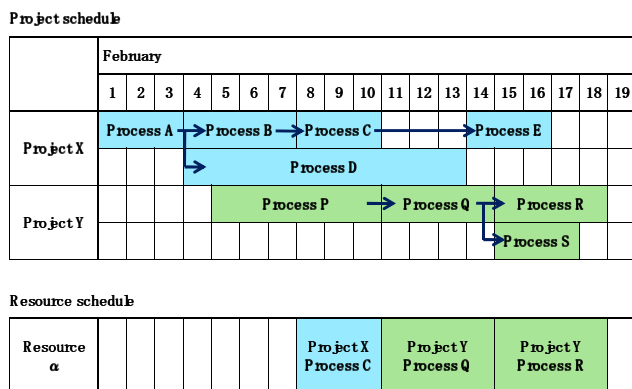 Project schedule
February
1 2 3 4 5 6 7 8 9 10 11 12 13 14 15 16 17 18 19
Project X
Process A Process B Process C Process E
Process D
Project Y
Process P Process Q Process R
Process S
Resource schedule
Resource α
Project X Project Y Project Y
Process C Process Q Process R